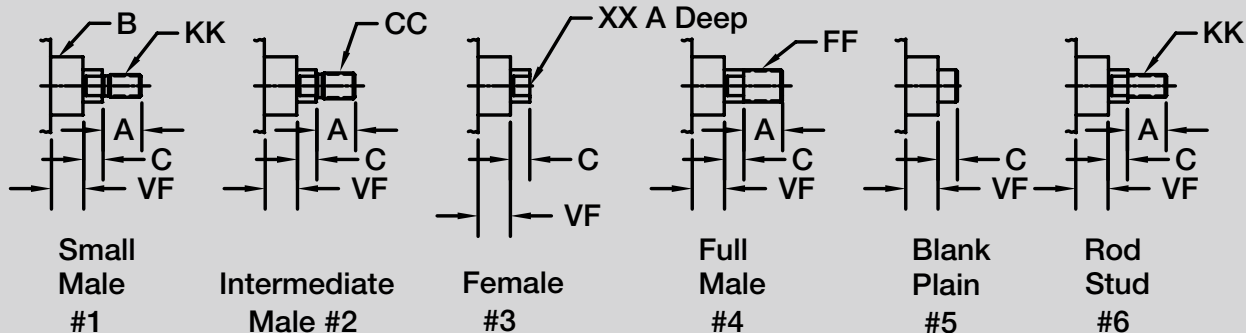 B
KK
CC
XX A Deep
FF
KK
A
C
VF
A
C
VF
C
VF
A
C
VF
C
VF
A
C
VF
Small
Male
#1
Intermediate
Male #2
Female
#3
Full
Male
#4
Blank
Plain
#5
Rod
Stud
#6